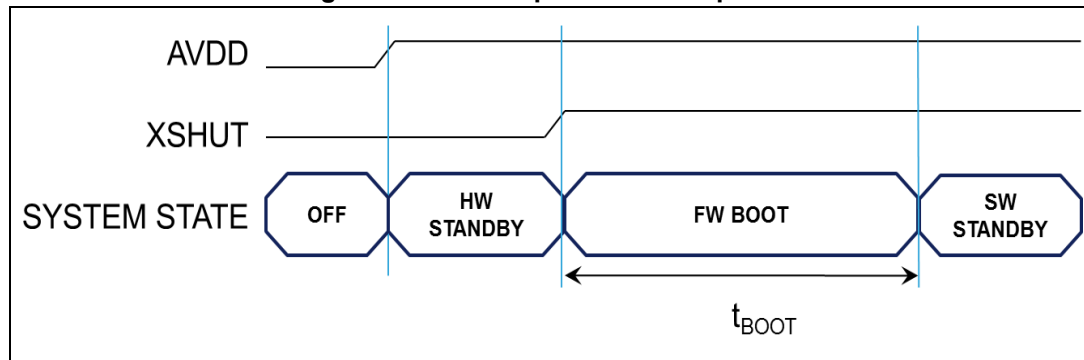 AVDD
XSHUT
SYSTEM STATE
OFF
HW
STANDBY
FW BOOT
SW
STANDBY
tBOOT